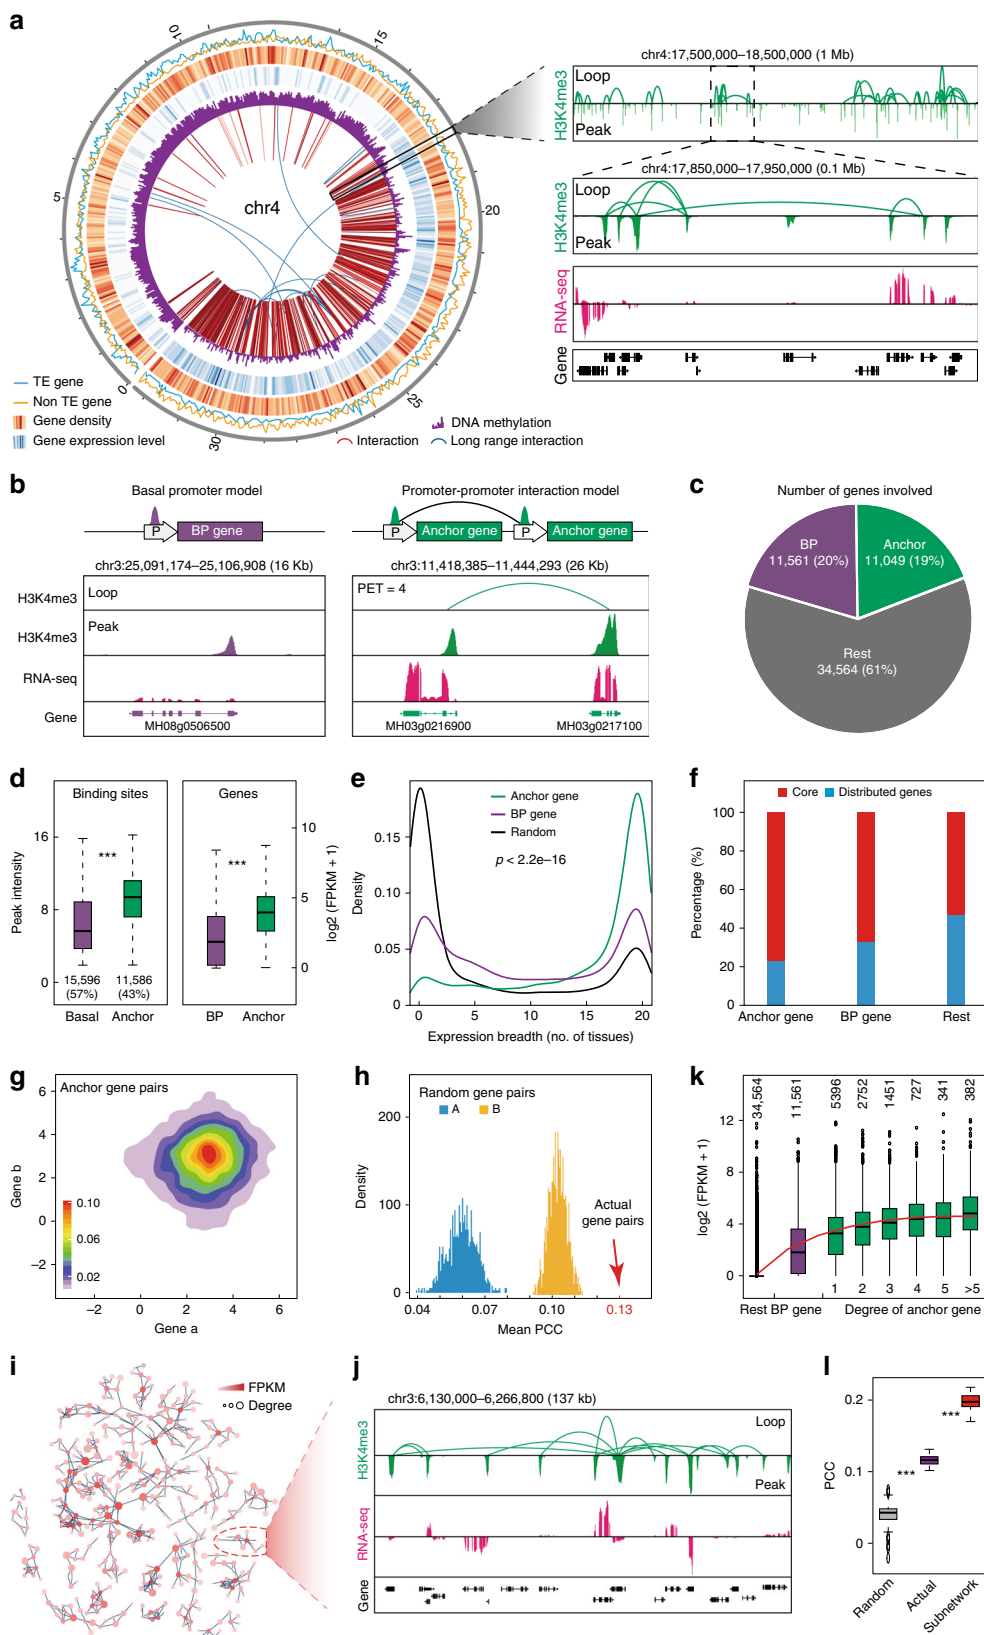 a
chr4
0
5
10
15
20
25
30
TE gene
Non TE gene
Gene density
Gene expression level
DNA methylation
Interaction
Long range interaction
chr4:17,500,000–18,500,000 (1 Mb)
H3K4me3
Loop
Peak
chr4:17,850,000–17,950,000 (0.1 Mb)
H3K4me3
Loop
Peak
RNA-seq
Gene
b
Basal promoter model
P
BP gene
Promoter-promoter interaction model
P
Anchor gene
P
Anchor gene
chr3:25,091,174–25,106,908 (16 Kb)
chr3:11,418,385–11,444,293 (26 Kb)
H3K4me3
Loop
PET = 4
H3K4me3
Peak
RNA-seq
Gene
MH08g0506500
MH03g0216900
MH03g0217100
c
Number of genes involved
BP
11,561 (20%)
Anchor
11,049 (19%)
Rest
34,564 (61%)
d
Binding sites
Genes
Peak intensity
16
8
0
***
***
15,596
(57%)
11,586
(43%)
Basal
Anchor
BP
Anchor
10
5
0
log2 (FPKM + 1)
e
Density
0.15
0.10
0.05
0
Anchor gene
BP gene
Random
p < 2.2e–16
0
5
10
15
20
Expression breadth (no. of tissues)
f
Core
Distributed genes
Percentage (%)
100
80
60
40
20
0
Anchor gene
BP gene
Rest
g
Anchor gene pairs
Gene b
6
4
2
0
−2
0.10
0.06
0.02
−2
0
2
4
6
Gene a
h
Random gene pairs
A
B
Density
200
100
0
Actual
gene pairs
0.04
0.07
0.10
0.13
Mean PCC
k
log2 (FPKM + 1)
12
8
4
0
34,564
11,561
5396
2752
1451
727
341
382
1
2
3
4
5
>5
Rest
BP gene
Degree of anchor gene
i
FPKM
Degree
j
chr3:6,130,000–6,266,800 (137 kb)
H3K4me3
Loop
Peak
RNA-seq
Gene
l
PCC
0.2
0.1
0
***
***
Random
Actual
Subnetwork